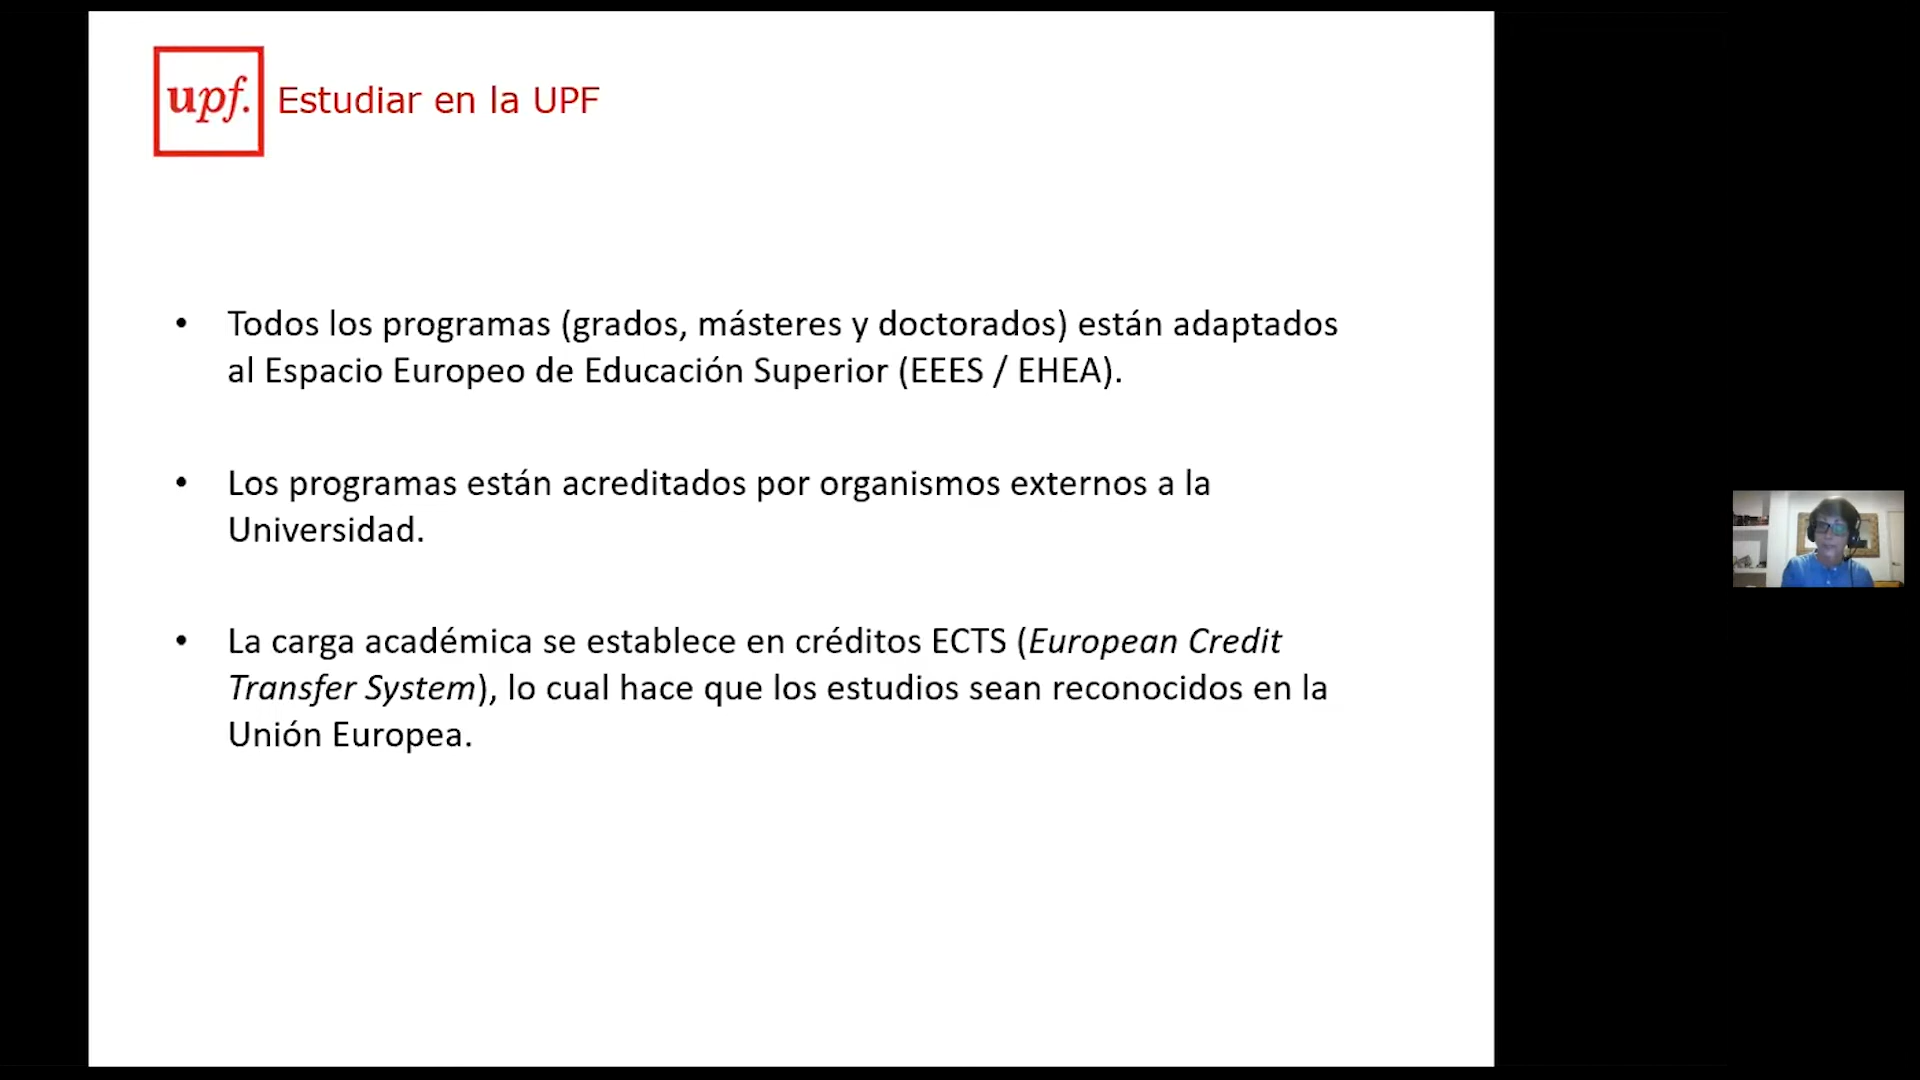 upf. Estudiar en la UPF
• Todos los programas (grados, másteres y doctorados) están adaptados
al Espacio Europeo de Educación Superior (EEES / EHEA).
• Los programas están acreditados por organismos externos a la
Universidad.
• La carga académica se establece en créditos ECTS (European Credit
Transfer System), lo cual hace que los estudios sean reconocidos en la
Unión Europea.